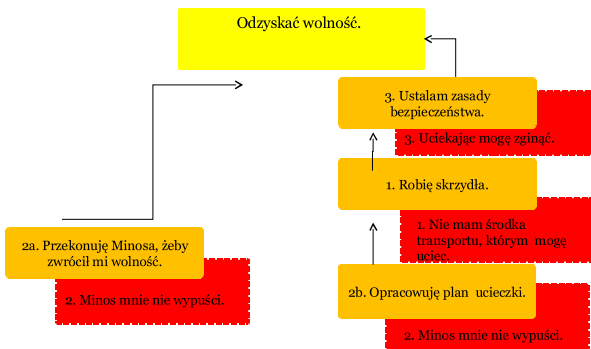 Odzyskać wolność.
3. Ustalam zasady
bezpieczeństwa.
3. Uciekając mogę zginąć.
1. Robię skrzydła.
1. Nie mam środka
transportu, którym mogę
uciec.
2a. Przekonuję Minosa, żeby
zwrócił mi wolność.
2. Minos mnie nie wypuści.
2b. Opracowuję plan ucieczki.
2. Minos mnie nie wypuści.